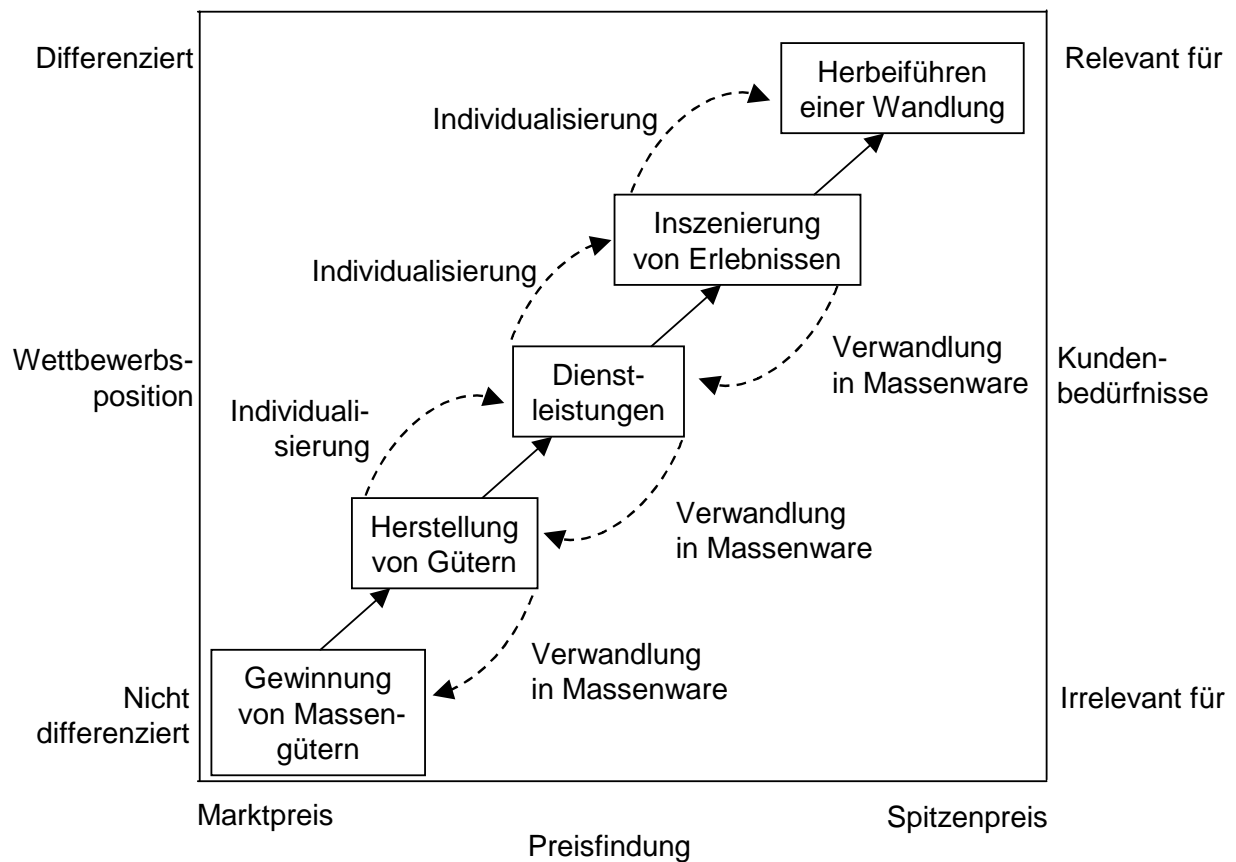 Differenziert
Herbeiführen
einer Wandlung
Relevant für
Individualisierung
Inszenierung
von Erlebnissen
Individualisierung
Wettbewerbs-
position
Dienst-
leistungen
Verwandlung
in Massenware
Kunden-
bedürfnisse
Individuali-
sierung
Herstellung
von Gütern
Verwandlung
in Massenware
Verwandlung
in Massenware
Nicht
differenziert
Gewinnung
von Massen-
gütern
Irrelevant für
Marktpreis
Preisfindung
Spitzenpreis